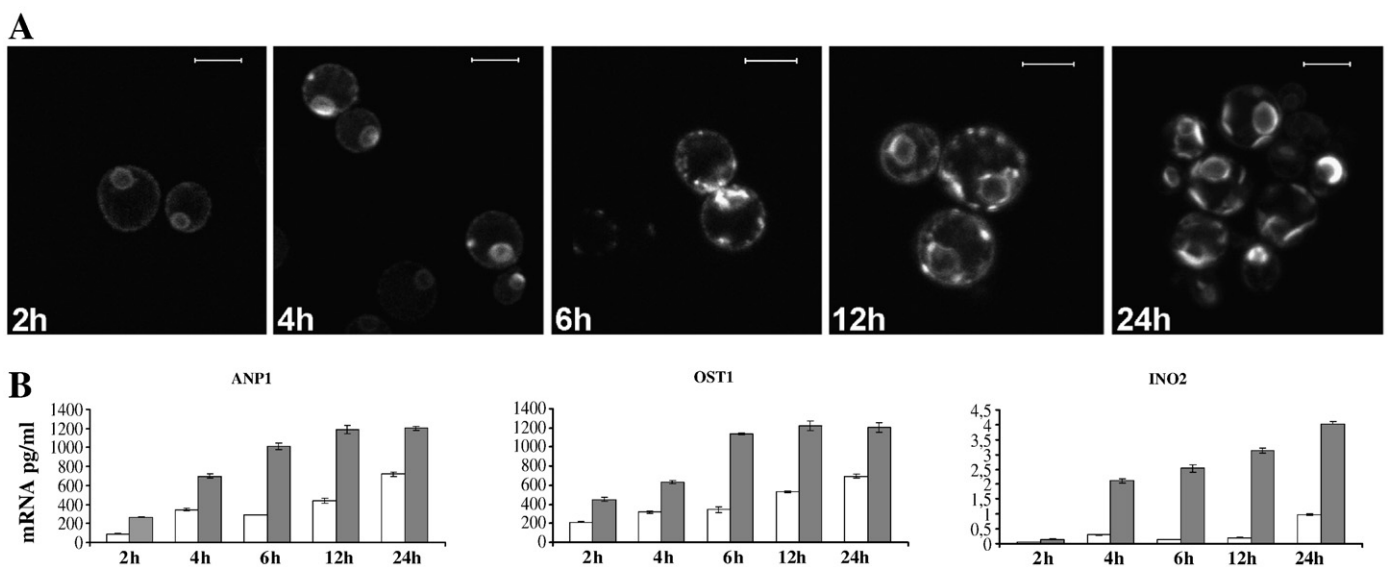 A
2h 4h 6h 12h 24h
B
ANP1 OST1 INO2
mRNA pg/ml
1400 1400 4,5
1200 1200 4
1000 1000 3,5
800 800 3
600 600 2,5
400 400 2
200 200 1,5
0 0 1
0,5
0
2h 4h 6h 12h 24h 2h 4h 6h 12h 24h 2h 4h 6h 12h 24h